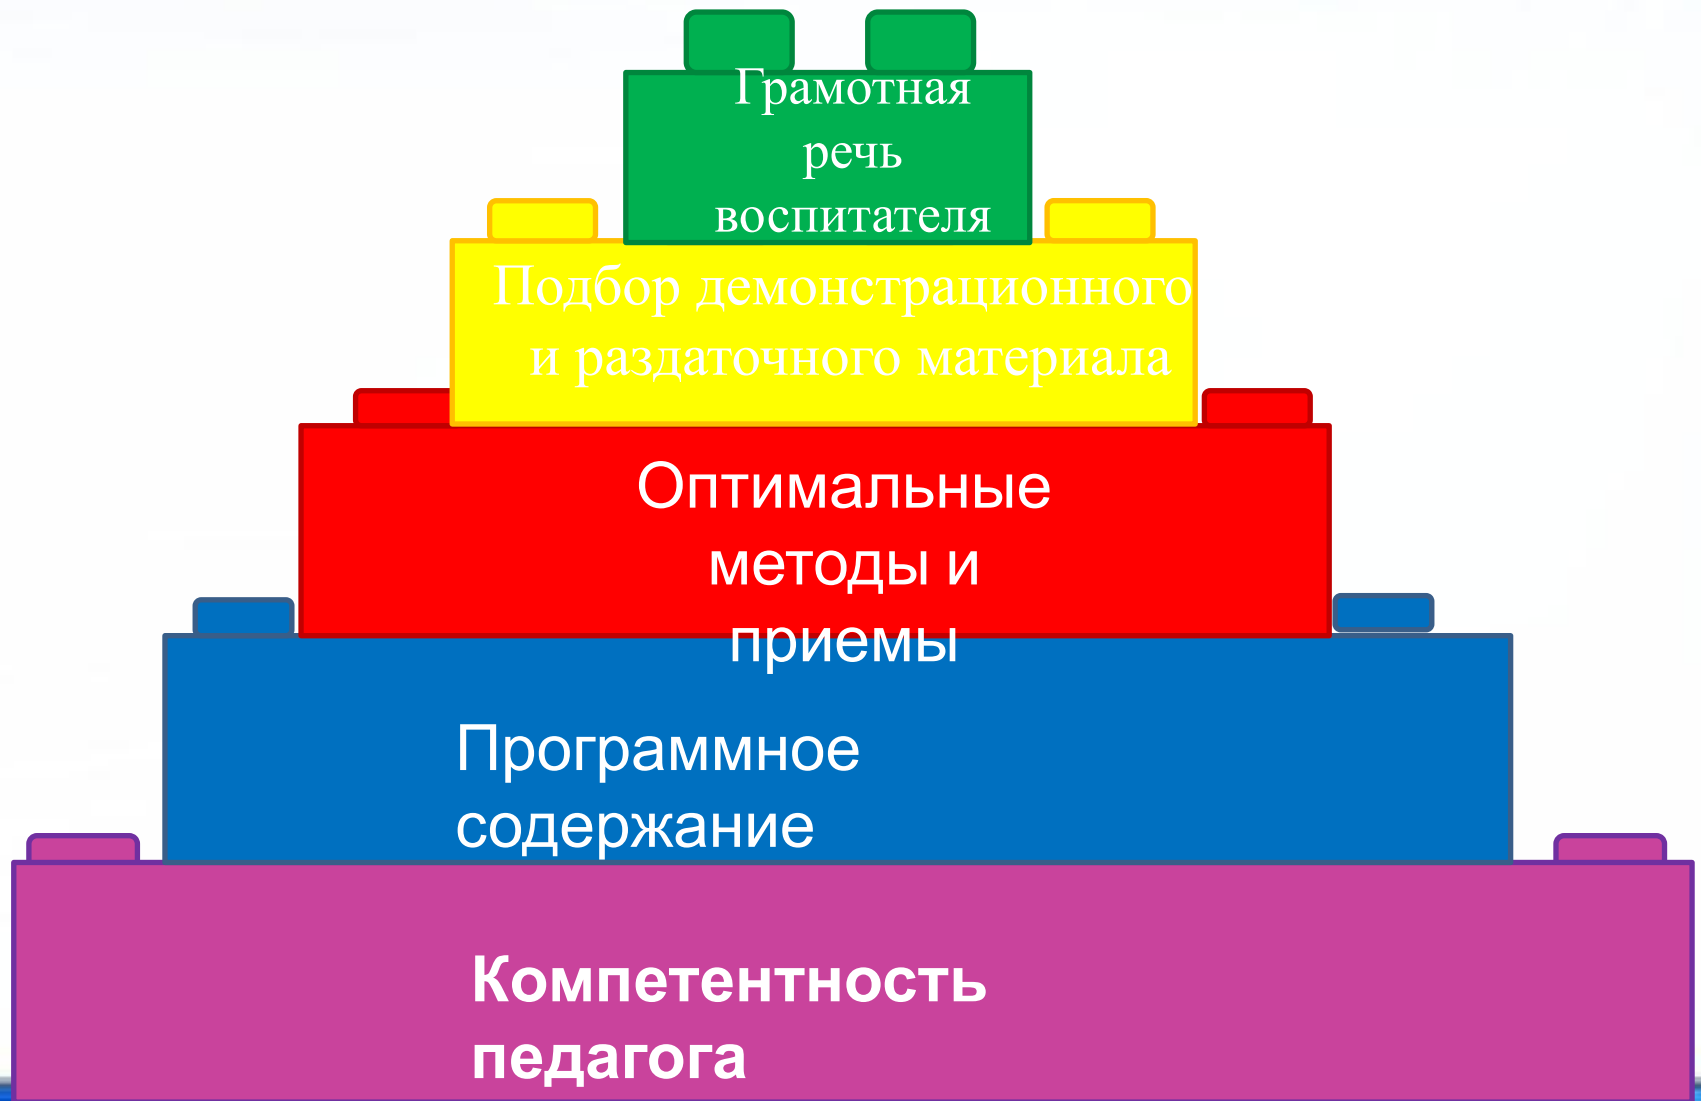 Грамотная
речь
воспитателя
Подбор демонстрационного
и раздаточного материала
Оптимальные
методы и
приемы
Программное
содержание
Компетентность
педагога